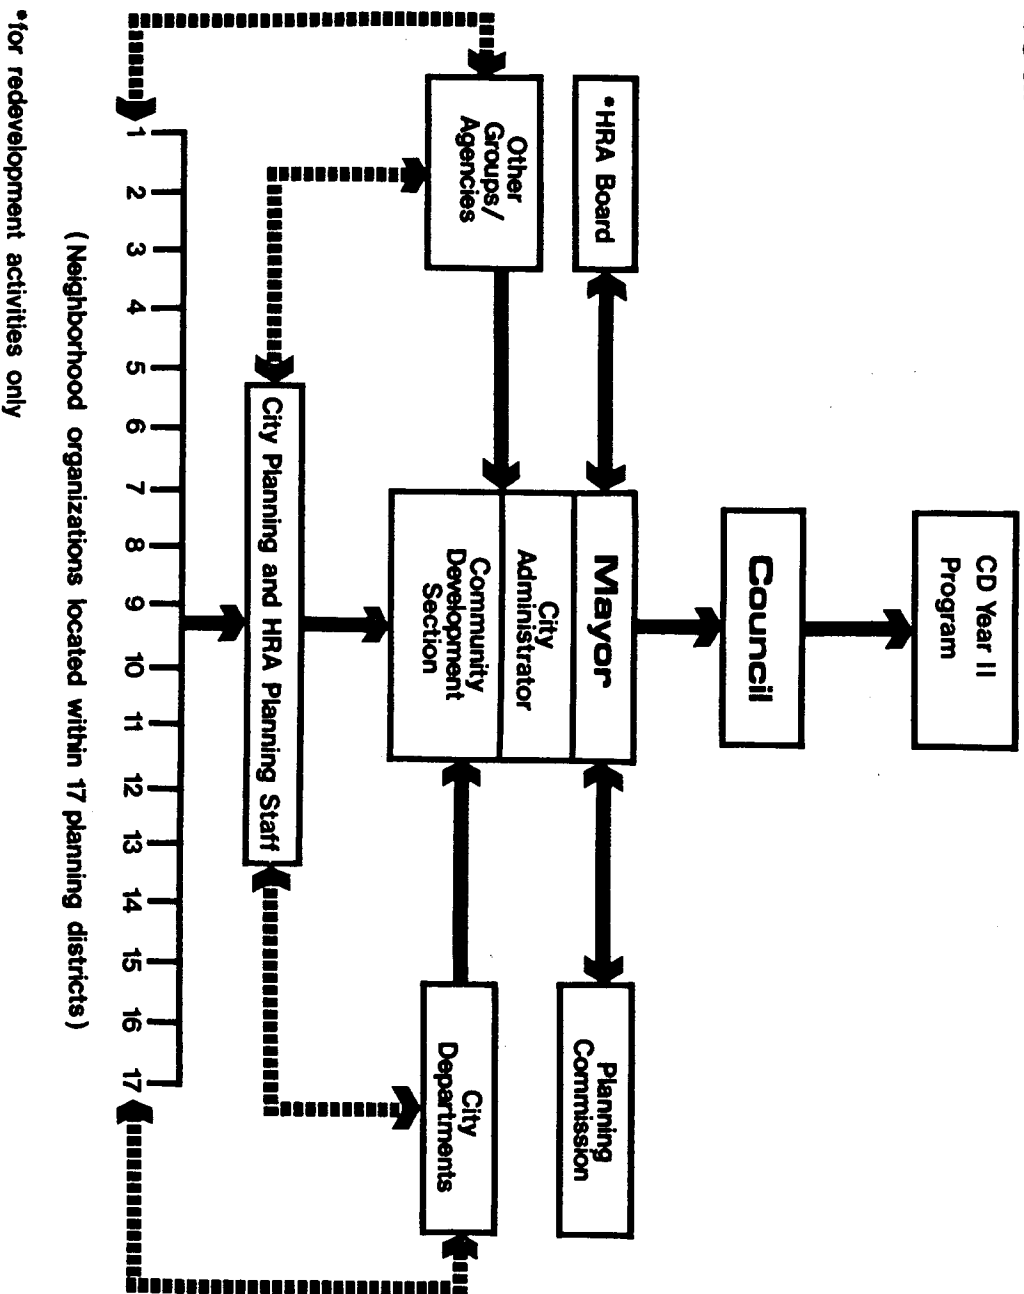 CD Year II
Program
Council
*HRA Board
Mayor
Planning
Commission
City
Administrator
Other
Groups/
Agencies
Community
Development
Section
City
Departments
City Planning and HRA Planning Staff
1 2 3 4 5 6 7 8 9 10 11 12 13 14 15 16 17
(Neighborhood organizations located within 17 planning districts)
*for redevelopment activities only